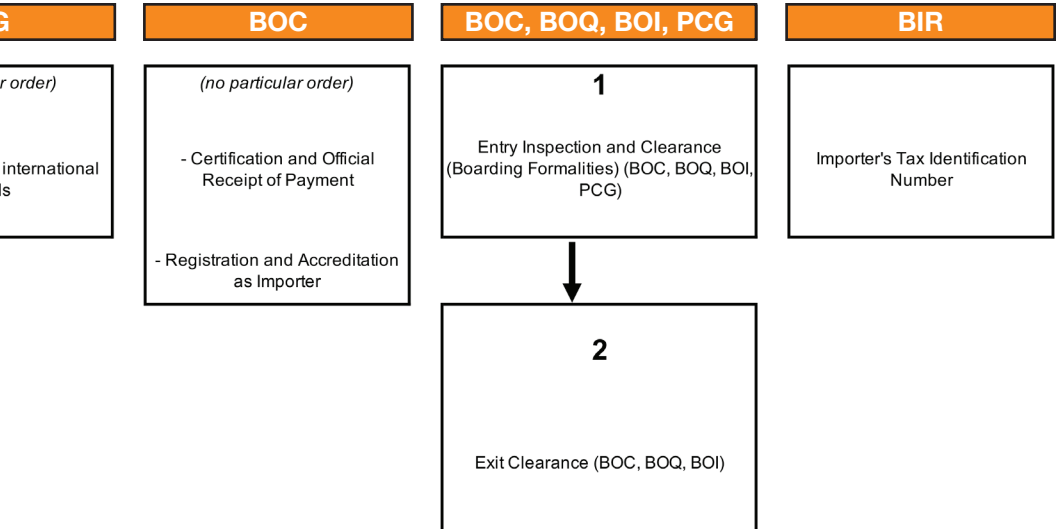 G
r order)
international
ls
BOC
(no particular order)
- Certification and Official
Receipt of Payment
- Registration and Accreditation
as Importer
BOC, BOQ, BOI, PCG
1
Entry Inspection and Clearance
(Boarding Formalities) (BOC, BOQ, BOI,
PCG)
2
Exit Clearance (BOC, BOQ, BOI)
BIR
Importer's Tax Identification
Number